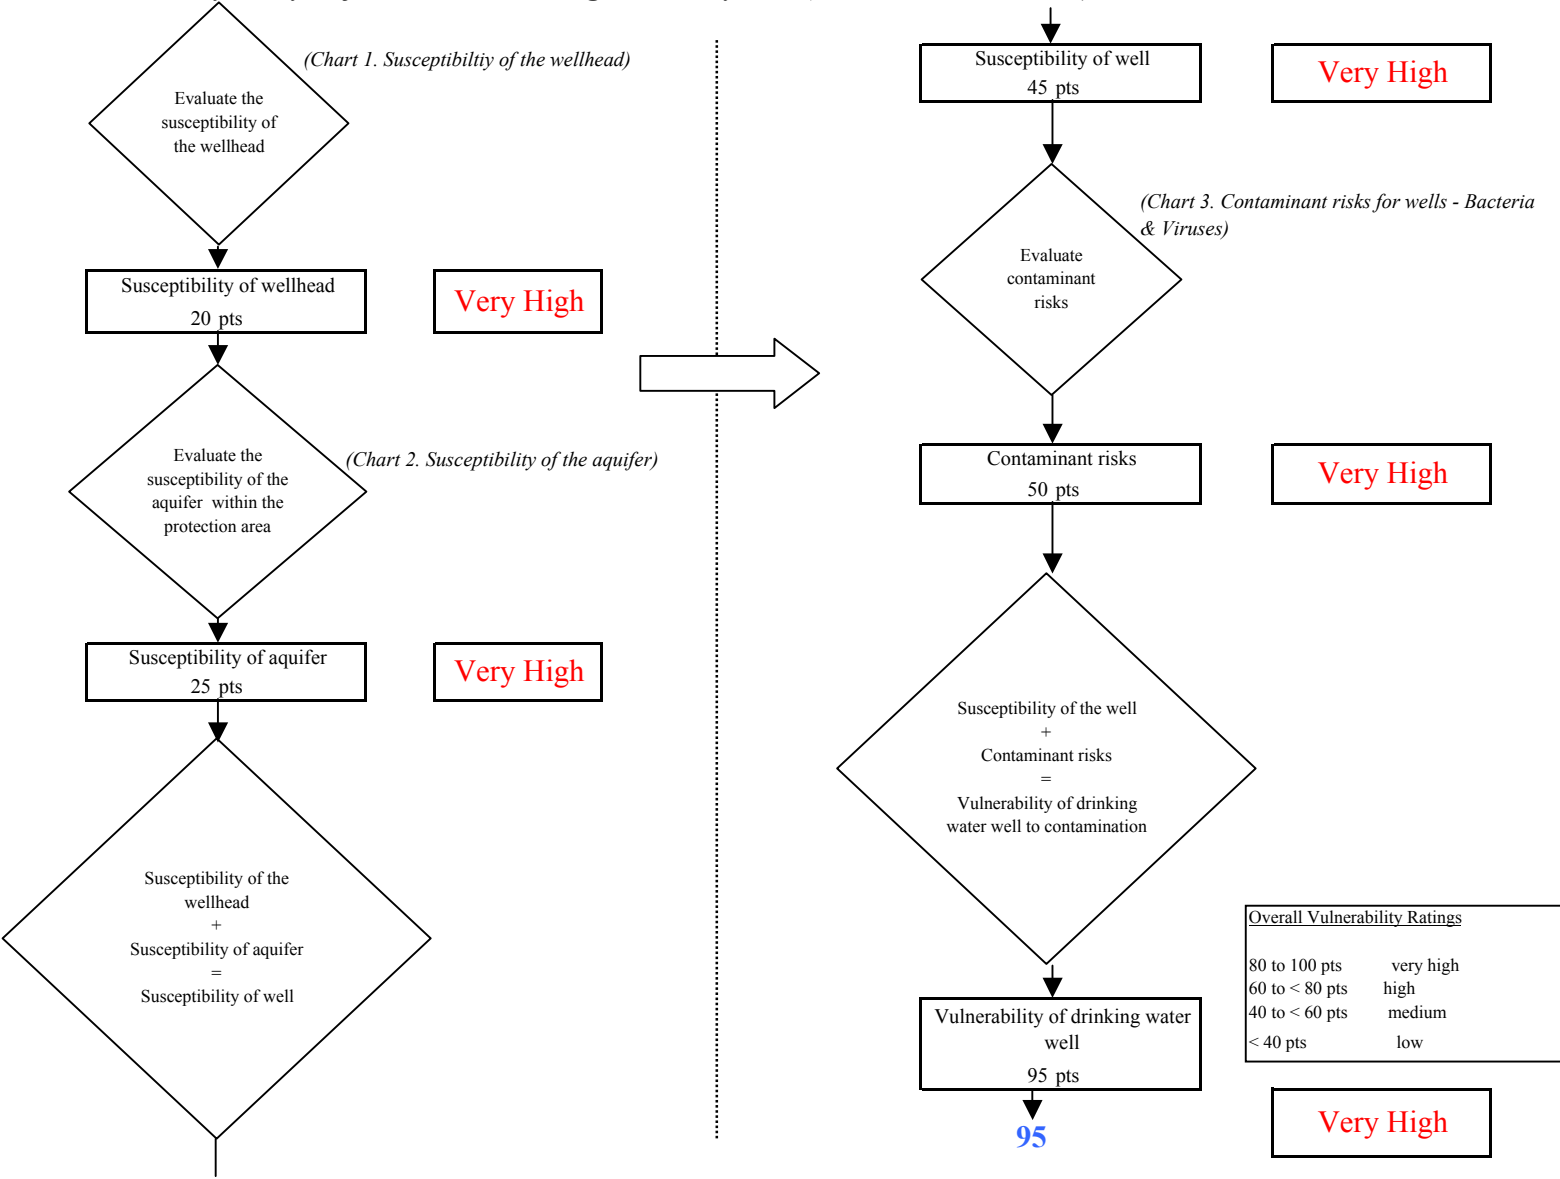 (Chart 1. Susceptibiltiy of the wellhead)
Evaluate the
susceptibility of
the wellhead
Susceptibility of wellhead
20 pts
Very High
(Chart 2. Susceptibility of the aquifer)
Evaluate the
susceptibility of the
aquifer within the
protection area
Susceptibility of aquifer
25 pts
Very High
Susceptibility of the
wellhead
+
Susceptibility of aquifer
=
Susceptibility of well
Susceptibility of well
45 pts
Very High
(Chart 3. Contaminant risks for wells - Bacteria
& Viruses)
Evaluate
contaminant
risks
Contaminant risks
50 pts
Very High
Susceptibility of the well
+
Contaminant risks
=
Vulnerability of drinking
water well to contamination
Overall Vulnerability Ratings
80 to 100 pts very high
60 to < 80 pts high
40 to < 60 pts medium
< 40 pts low
Vulnerability of drinking water
well
95 pts
95
Very High